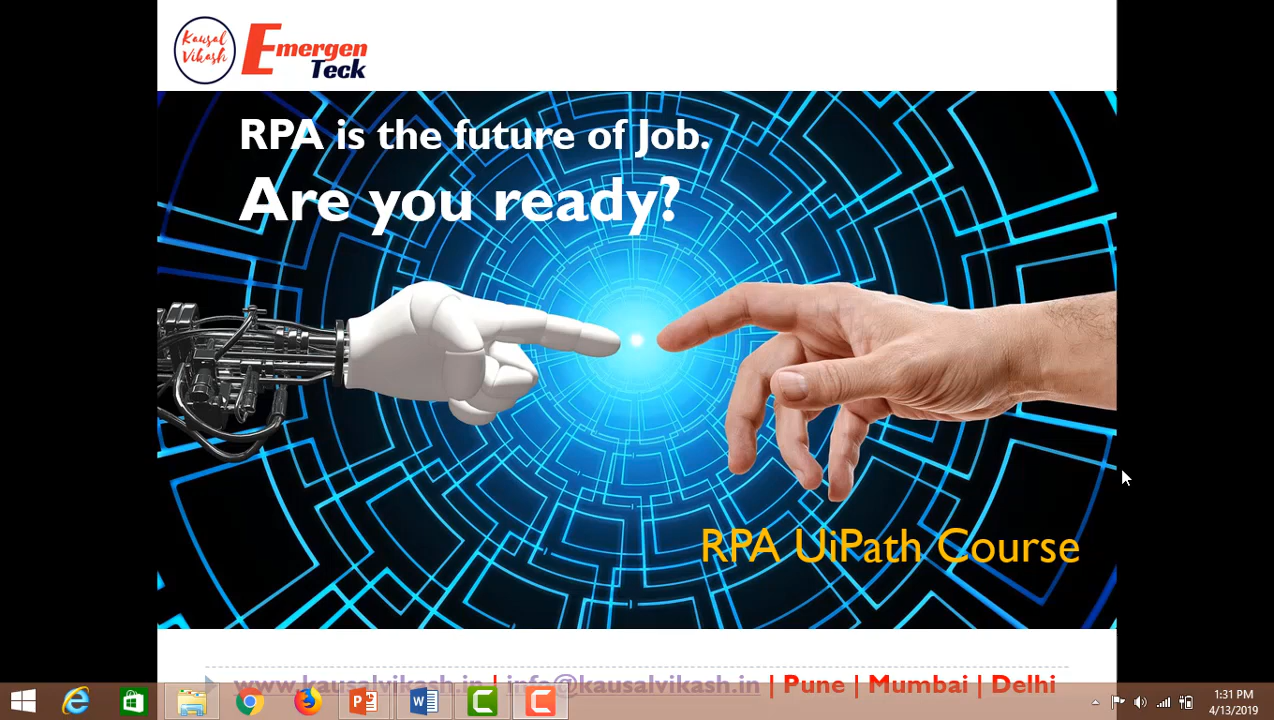 Kausal
Vikash
Emergen
Teck
RPA is the future of Job.
Are you ready?
RPA UiPath Course
www.kausalvikash.in | info@kausalvikash.in | Pune | Mumbai | Delhi
1:31 PM
4/13/2019